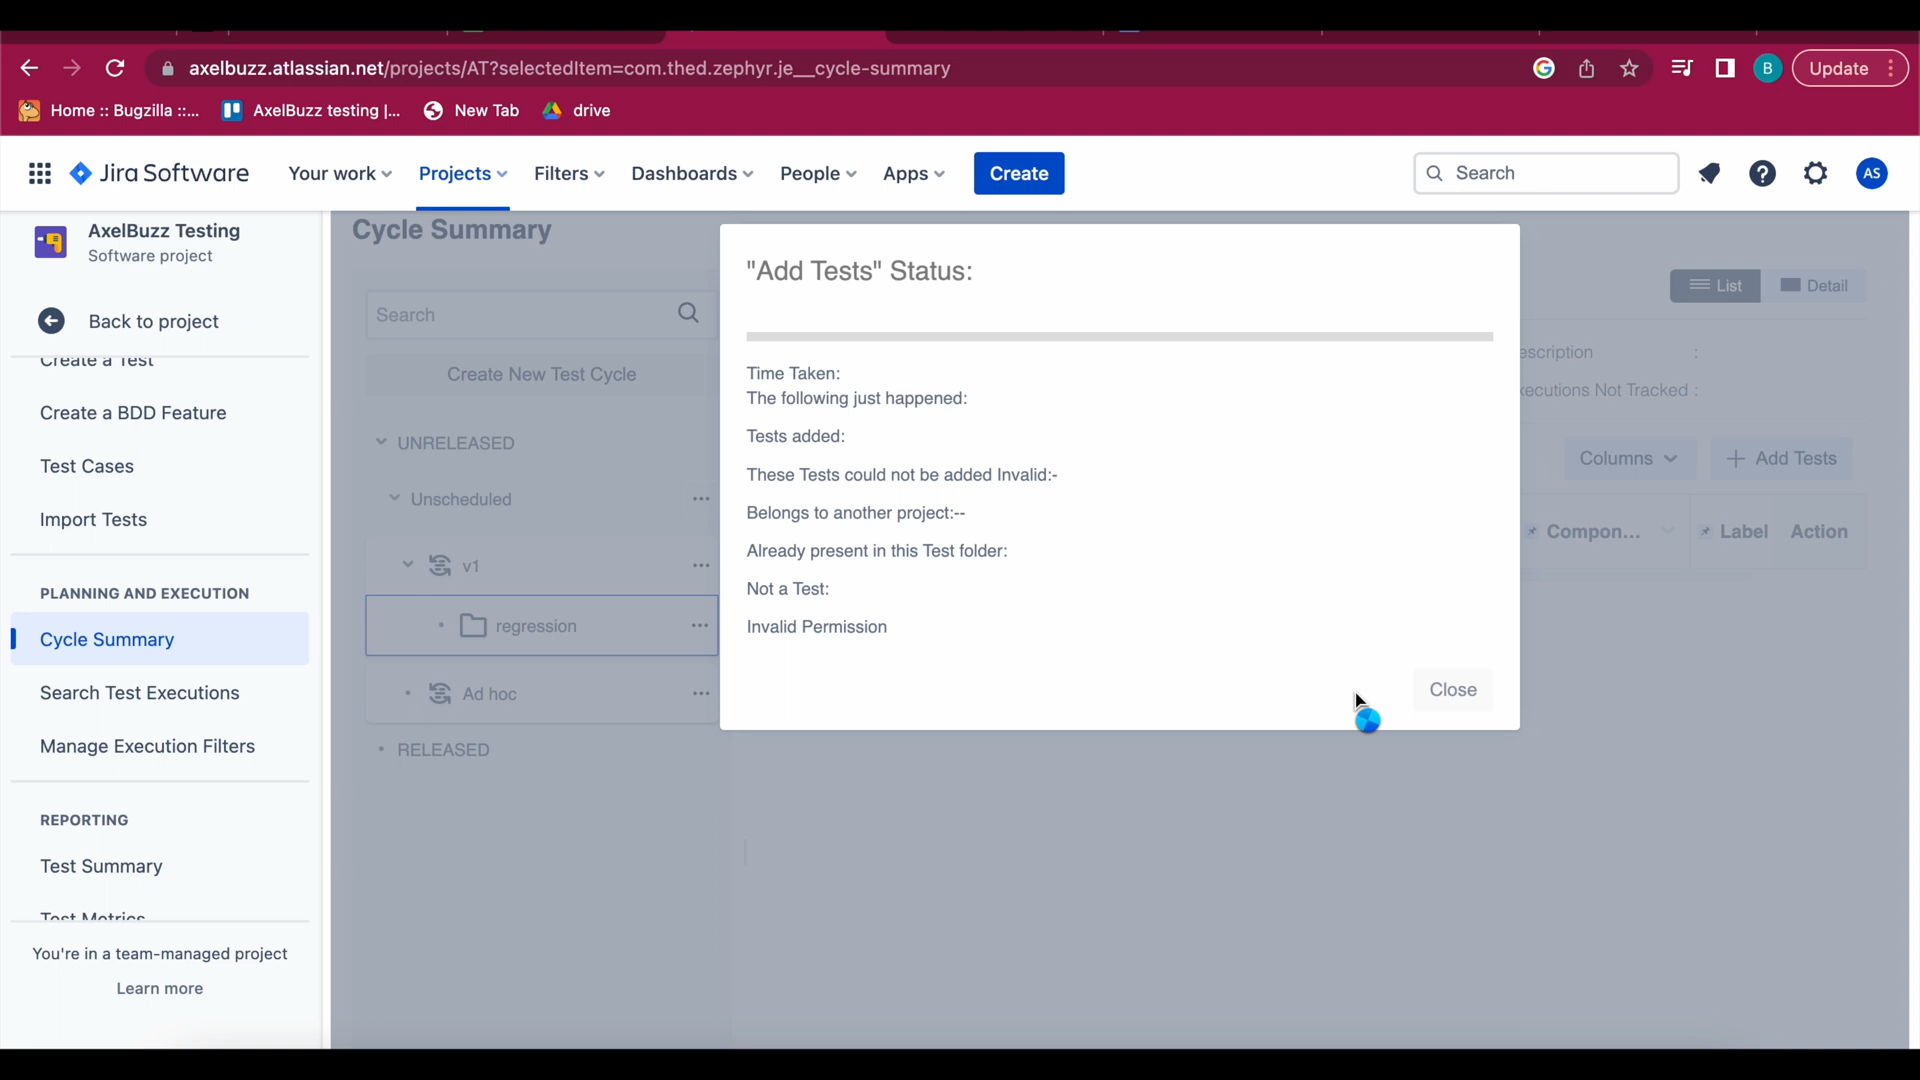 axelbuzz.atlassian.net/projects/AT?selectedItem=com.thed.zephyr.je__cycle-summary
B
Update
Home :: Bugzilla ::...
AxelBuzz testing |...
New Tab
drive
Jira Software
Your work
Projects
Filters
Dashboards
People
Apps
Create
Search
AS
AxelBuzz Testing
Software project
Back to project
Create a Test
Create a BDD Feature
Test Cases
Import Tests
PLANNING AND EXECUTION
Cycle Summary
Search Test Executions
Manage Execution Filters
REPORTING
Test Summary
Test Metrics
You're in a team-managed project
Learn more
Cycle Summary
Search
Create New Test Cycle
UNRELEASED
Unscheduled
v1
regression
Ad hoc
RELEASED
"Add Tests" Status:
Time Taken:
The following just happened:
Tests added:
These Tests could not be added Invalid:-
Belongs to another project:--
Already present in this Test folder:
Not a Test:
Invalid Permission
Close
List
Detail
escription :
xecutions Not Tracked :
Columns
+ Add Tests
Compon...
Label
Action